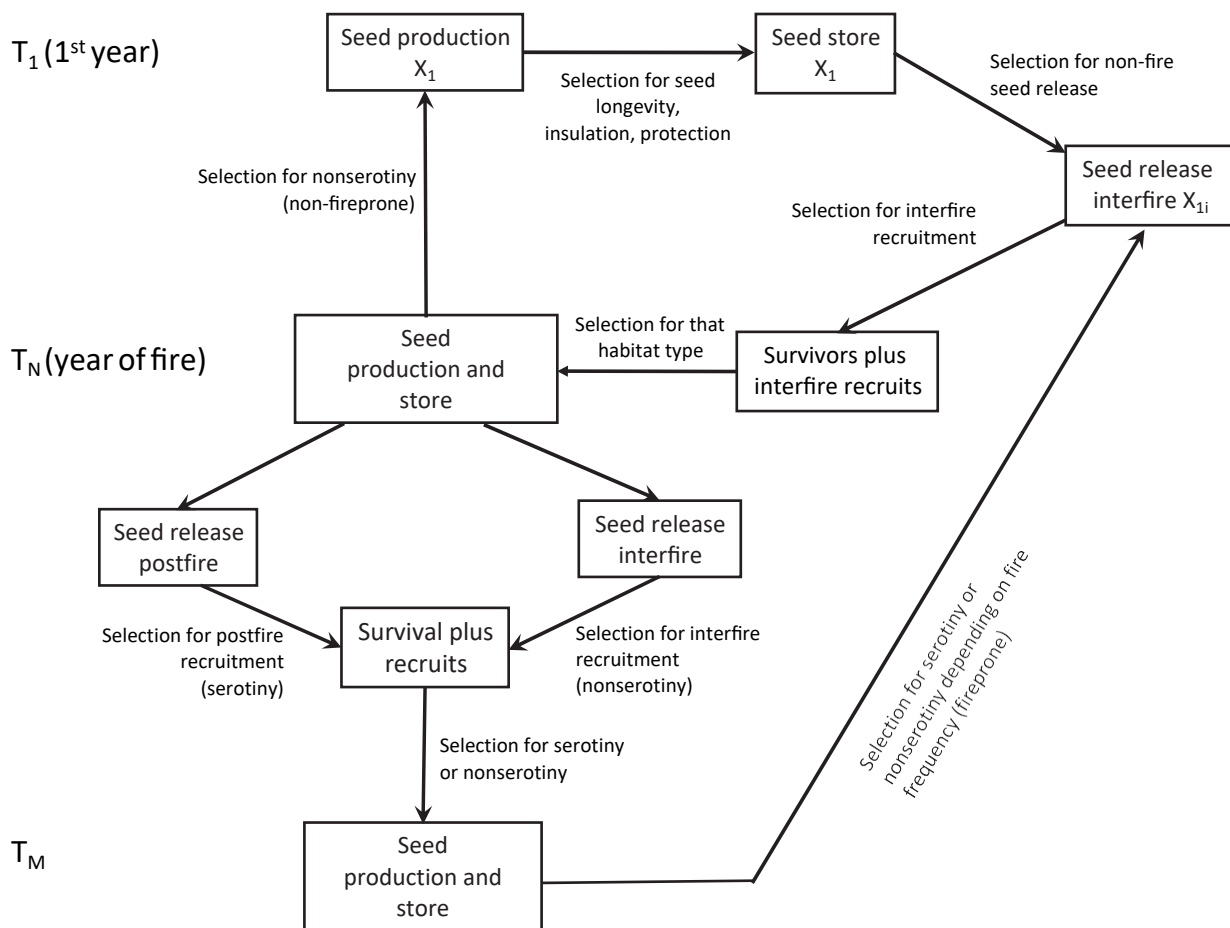 T1 (1st year)
Seed production
X1
Selection for seed
longevity,
insulation, protection
Seed store
X1
Selection for non-fire
seed release
Seed release
interfire X1i
Selection for nonserotiny
(non-fireprone)
Selection for interfire
recruitment
TN (year of fire)
Seed
production and
store
Selection for that
habitat type
Survivors plus
interfire recruits
Seed release
postfire
Seed release
interfire
Selection for postfire
recruitment
(serotiny)
Survival plus
recruits
Selection for interfire
recruitment
(nonserotiny)
Selection for serotiny or
nonserotiny depending on fire
frequency (fireprone)
Selection for serotiny
or nonserotiny
TM
Seed
production and
store